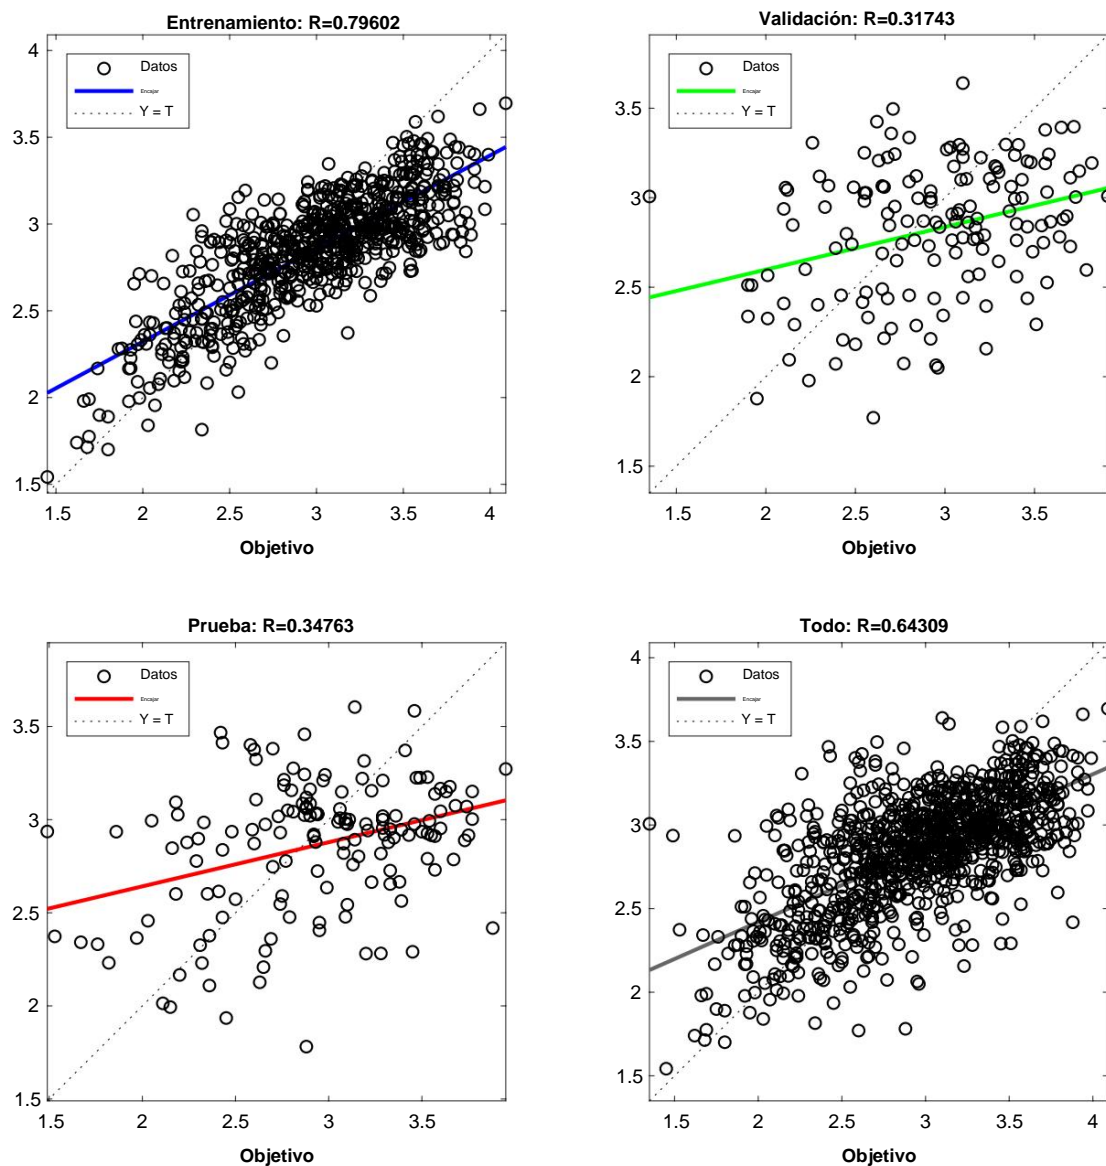 Entrenamiento: R=0.79602
4
3.5
3
2.5
2
1.5
1.5 2 2.5 3 3.5 4
Datos
Encajar
Y = T
Objetivo
Validación: R=0.31743
3.5
3
2.5
2
1.5
1.5 2 2.5 3 3.5
Datos
Encajar
Y = T
Objetivo
Prueba: R=0.34763
3.5
3
2.5
2
1.5
1.5 2 2.5 3 3.5
Datos
Encajar
Y = T
Objetivo
Todo: R=0.64309
4
3.5
3
2.5
2
1.5
1.5 2 2.5 3 3.5 4
Datos
Encajar
Y = T
Objetivo